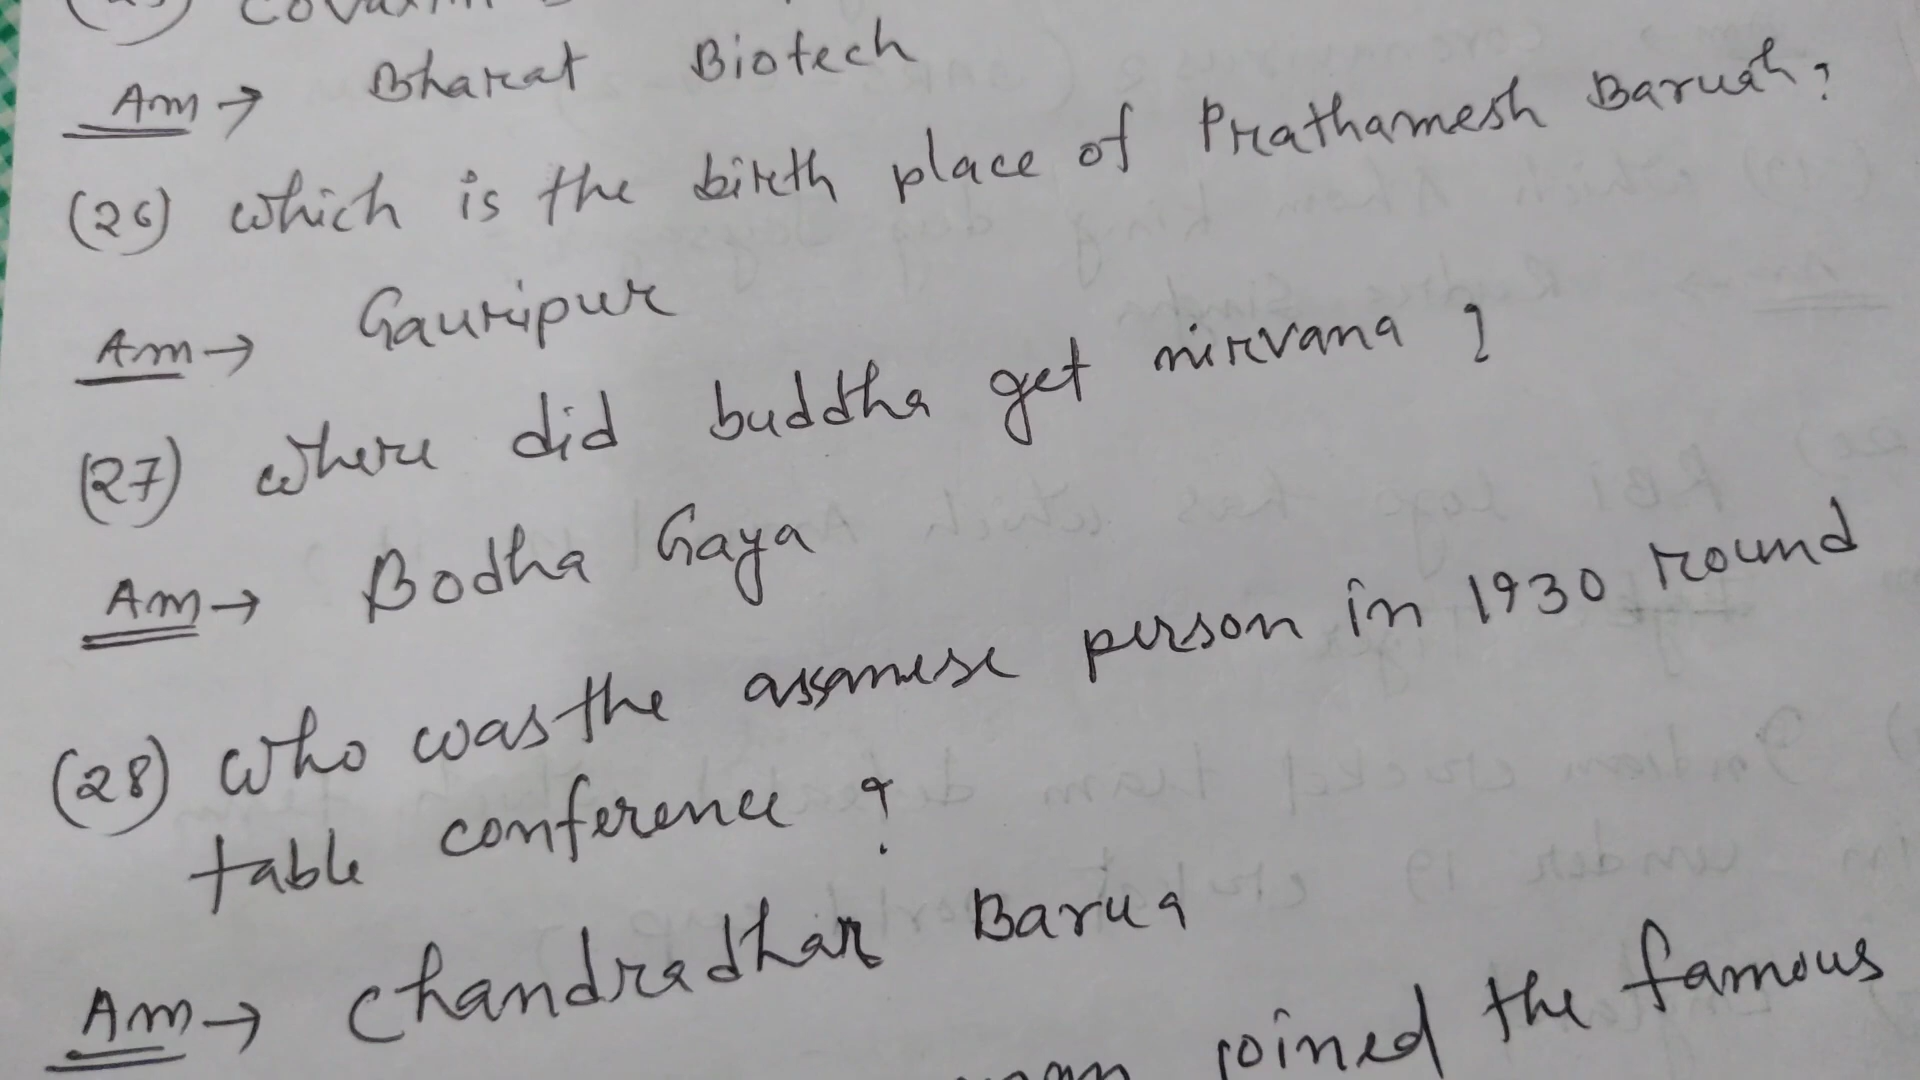 Ans → Bharat Biotech
(26) which is the birth place of Prathamesh Baruah?
Ans → Gauripur
(27) where did buddha get nirvana ?
Ans → Bodha Gaya
(28) who was the assamese person in 1930 round
table conference ?
Ans → Chandradhar Barua
joined the famous